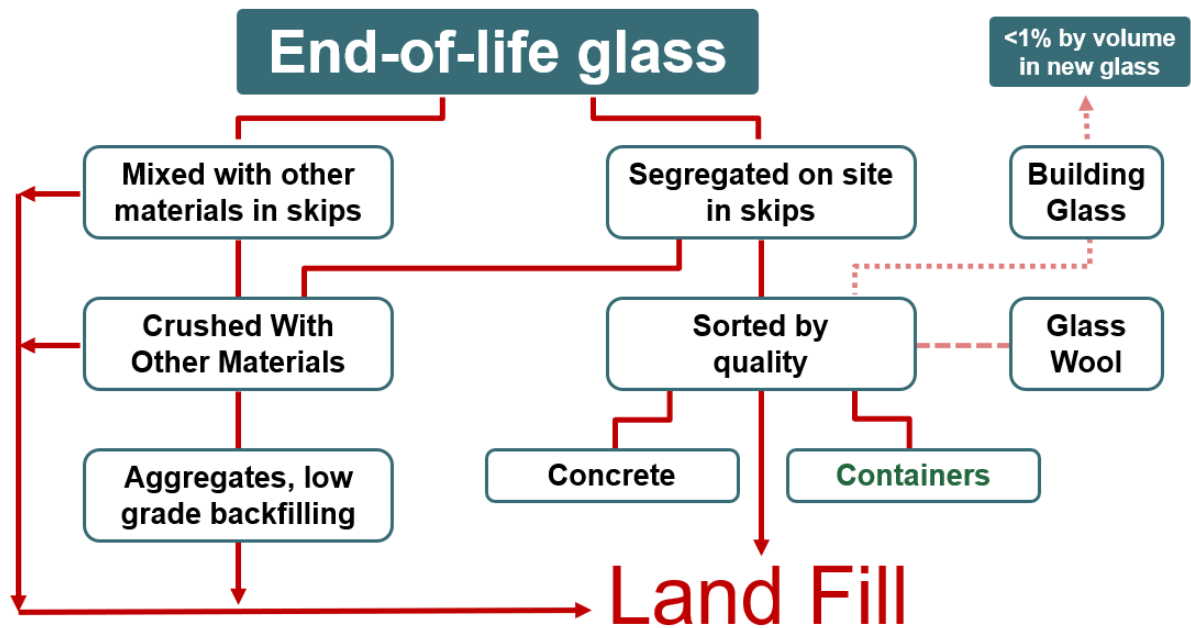 End-of-life glass
<1% by volume
in new glass
Mixed with other
materials in skips
Segregated on site
in skips
Building
Glass
Crushed With
Other Materials
Sorted by
quality
Glass
Wool
Aggregates, low
grade backfilling
Concrete
Containers
Land Fill